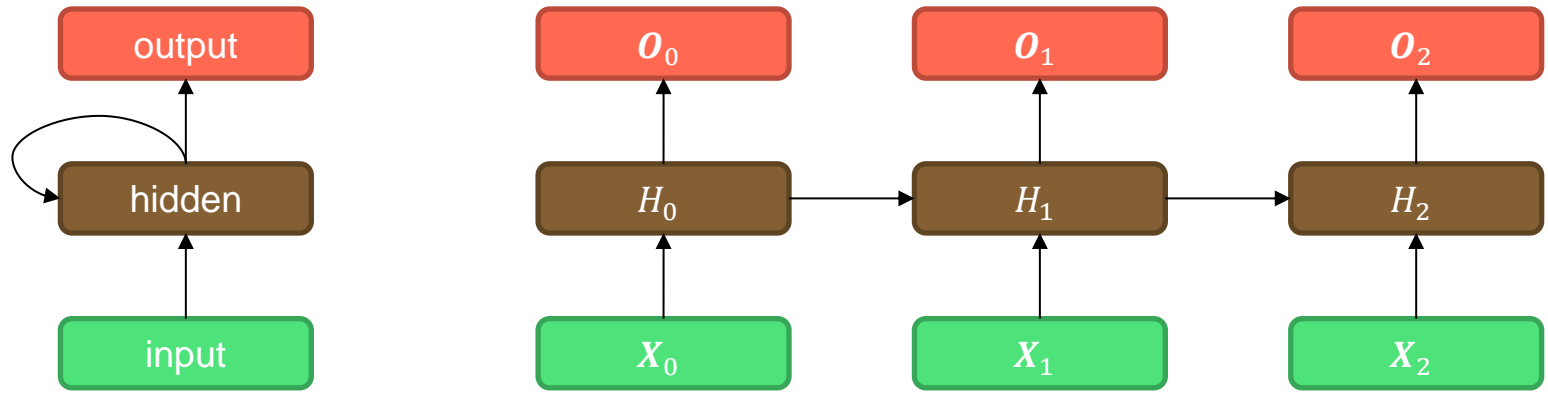 output
O₀
O₁
O₂
hidden
H₀
H₁
H₂
input
X₀
X₁
X₂